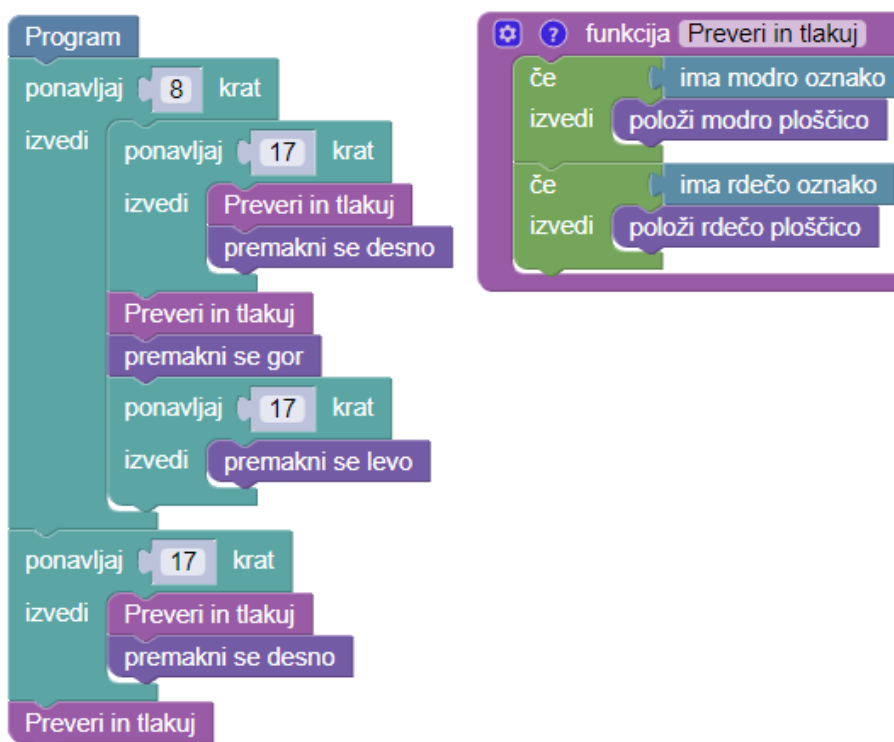 Program
ponavljaj 8 krat
izvedi
ponavljaj 17 krat
izvedi
Preveri in tlakuj
premakni se desno
Preveri in tlakuj
premakni se gor
ponavljaj 17 krat
izvedi
premakni se levo
ponavljaj 17 krat
izvedi
Preveri in tlakuj
premakni se desno
Preveri in tlakuj
? funkcija Preveri in tlakuj
če ima modro oznako
izvedi položi modro ploščico
če ima rdečo oznako
izvedi položi rdečo ploščico